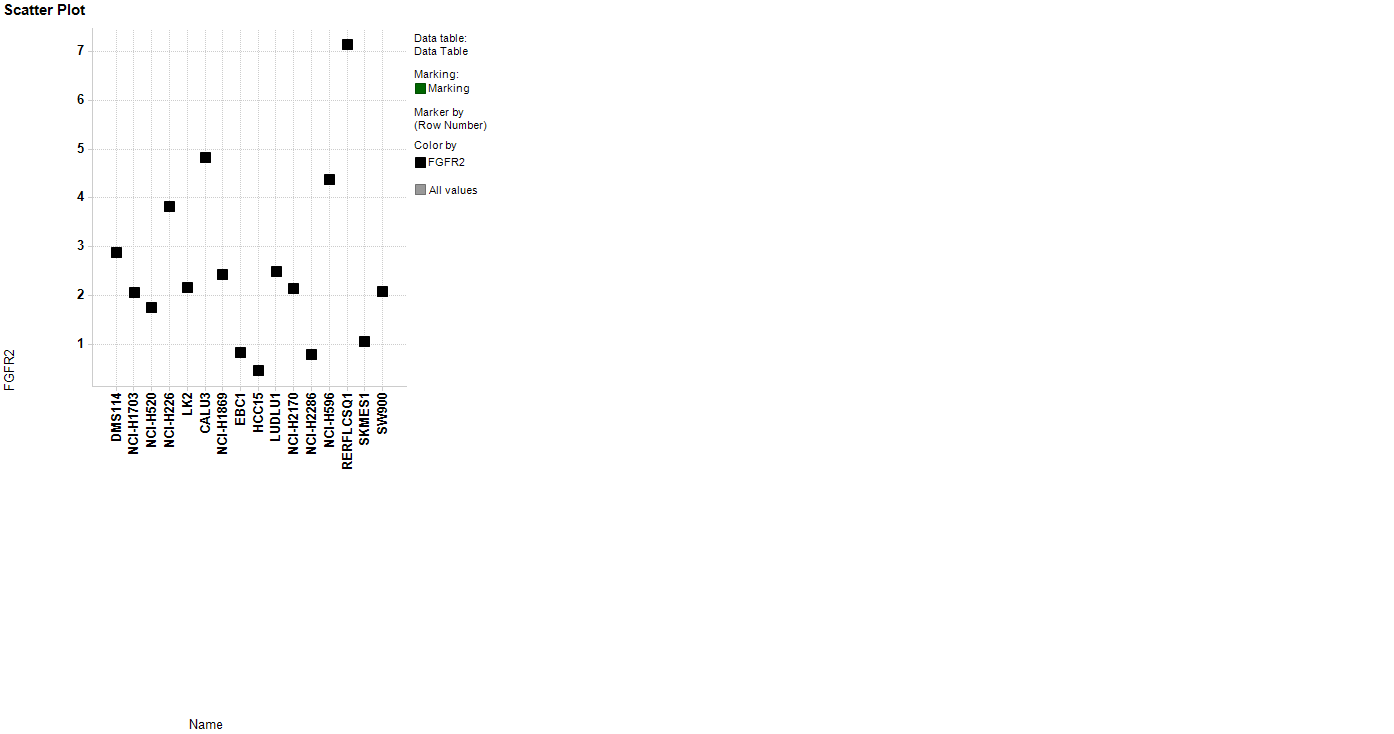 Scatter Plot
7
6
5
4
3
2
1
FGFR2
DMS114
NCI-H1703
NCI-H520
NCI-H226
LK2
CALU3
NCI-H1869
EBC1
HCC15
LUDLU1
NCI-H2170
NCI-H2286
NCI-H596
RERFLCSQ1
SKMES1
SW900
Name
Data table:
Data Table
Marking:
Marking
Marker by
(Row Number)
Color by
FGFR2
All values